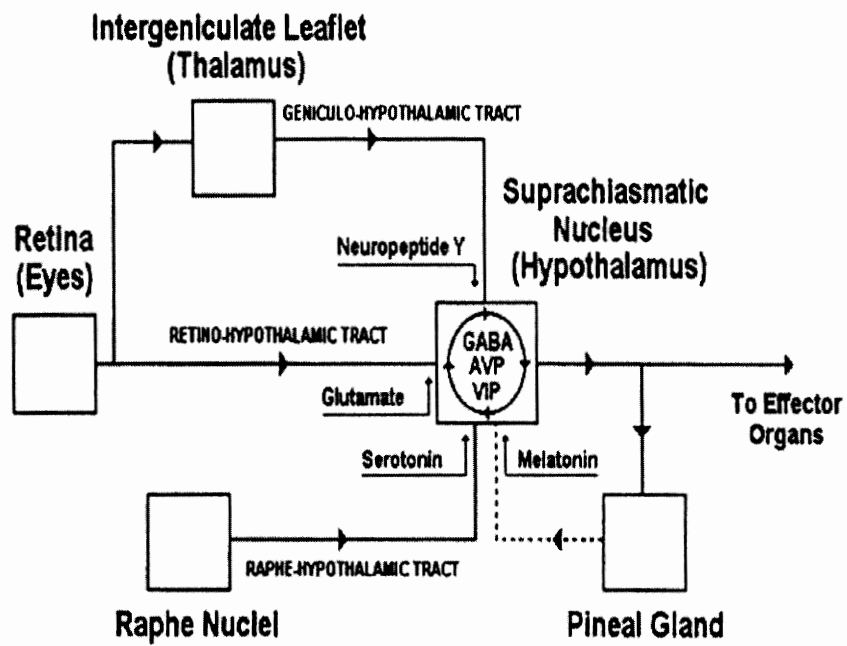 Intergeniculate Leaflet
(Thalamus)
GENICULO-HYPOTHALAMIC TRACT
Suprachiasmatic
Nucleus
(Hypothalamus)
Retina
(Eyes)
Neuropeptide Y
RETINO-HYPOTHALAMIC TRACT
GABA
AVP
VIP
Glutamate
To Effector
Organs
Serotonin
Melatonin
RAPHE-HYPOTHALAMIC TRACT
Raphe Nuclei
Pineal Gland